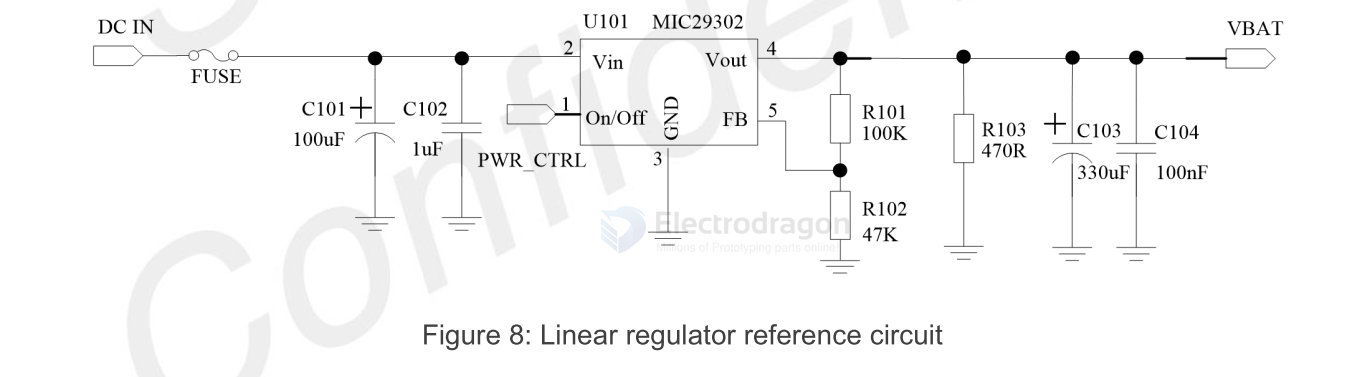 DC IN
FUSE
U101 MIC29302
VBAT
2
Vin
Vout
4
C101
100uF
C102
1uF
1
On/Off
PWR_CTRL
GND
3
FB
5
R101
100K
R102
47K
R103
470R
C103
330uF
C104
100nF
Electrodragon
Millions of Prototyping parts online!
Confiden
Figure 8: Linear regulator reference circuit